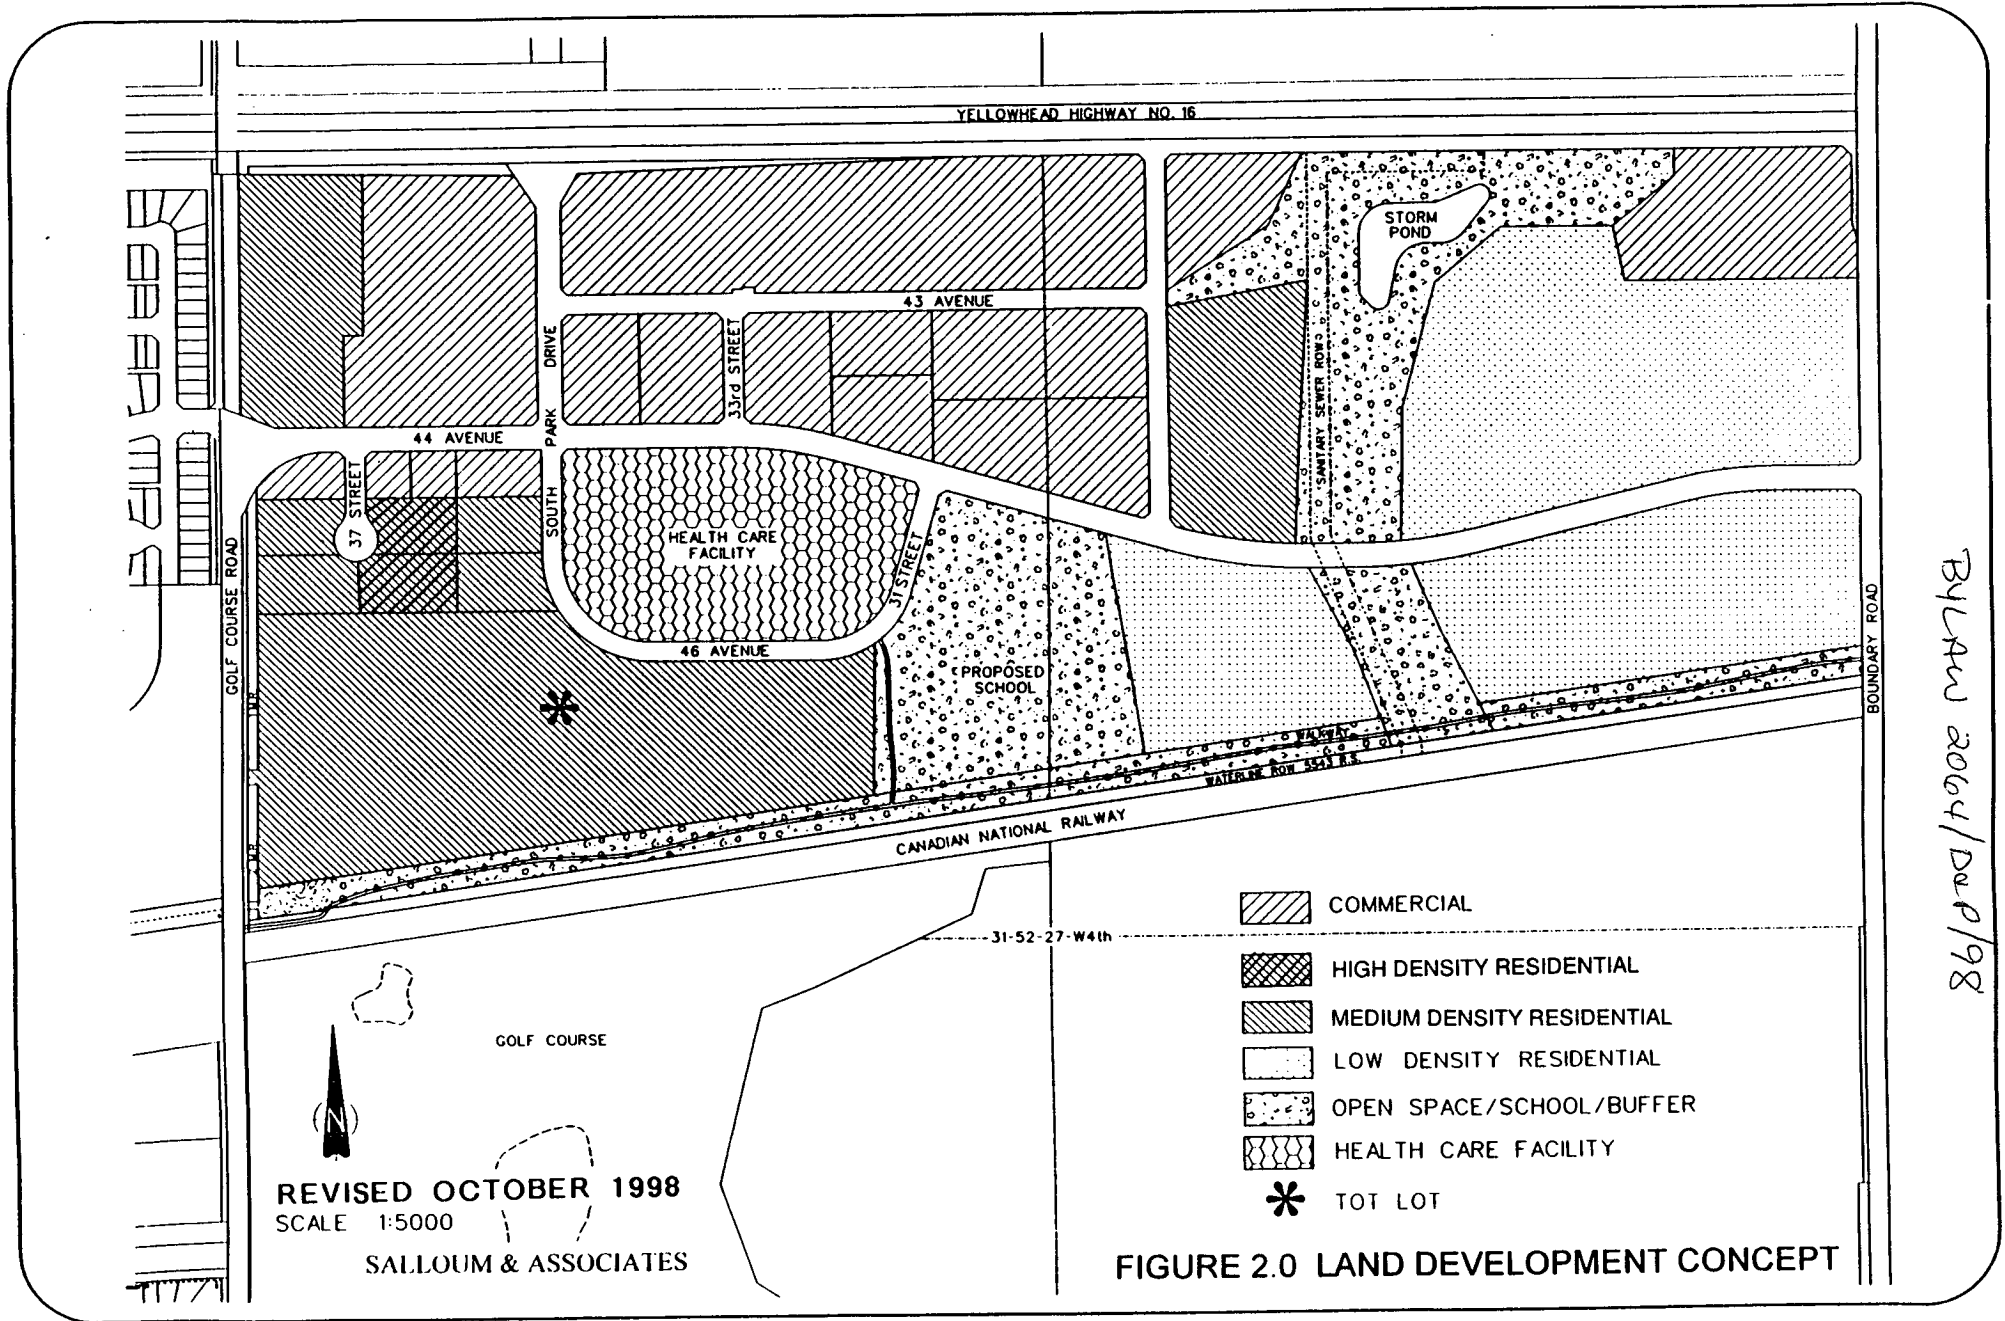 YELLOWHEAD HIGHWAY NO. 16
STORM
POND
43 AVENUE
SOUTH PARK DRIVE
33rd STREET
SANITARY SEWER ROW
44 AVENUE
37 STREET
HEALTH CARE
FACILITY
31 STREET
46 AVENUE
GOLF COURSE ROAD
BOUNDARY ROAD
PROPOSED
SCHOOL
WALKWAY
WATERLINE ROW 5543 R.S.
CANADIAN NATIONAL RAILWAY
31-52-27-W4th
COMMERCIAL
HIGH DENSITY RESIDENTIAL
MEDIUM DENSITY RESIDENTIAL
LOW DENSITY RESIDENTIAL
OPEN SPACE/SCHOOL/BUFFER
HEALTH CARE FACILITY
TOT LOT
GOLF COURSE
N
REVISED OCTOBER 1998
SCALE 1:5000
SALLOUM & ASSOCIATES
FIGURE 2.0 LAND DEVELOPMENT CONCEPT
BYLAW 2064/DeP/98